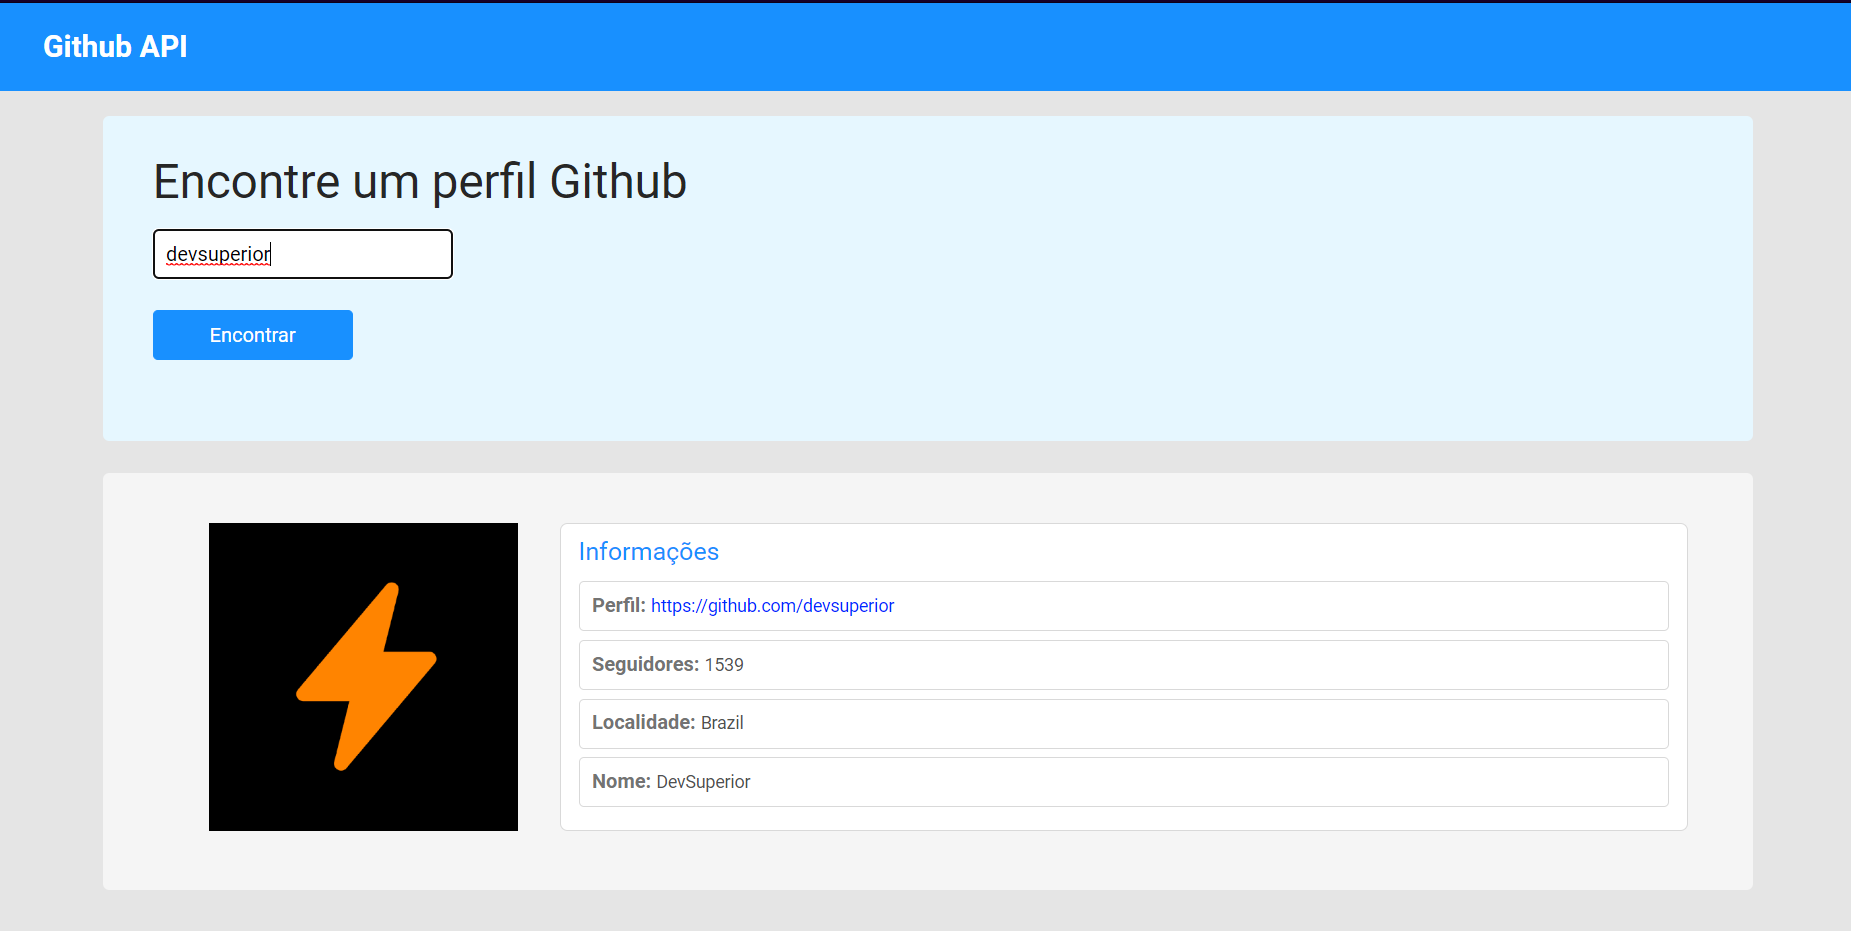 Github API
Encontre um perfil Github
devsuperior
Encontrar
Informações
Perfil: https://github.com/devsuperior
Seguidores: 1539
Localidade: Brazil
Nome: DevSuperior